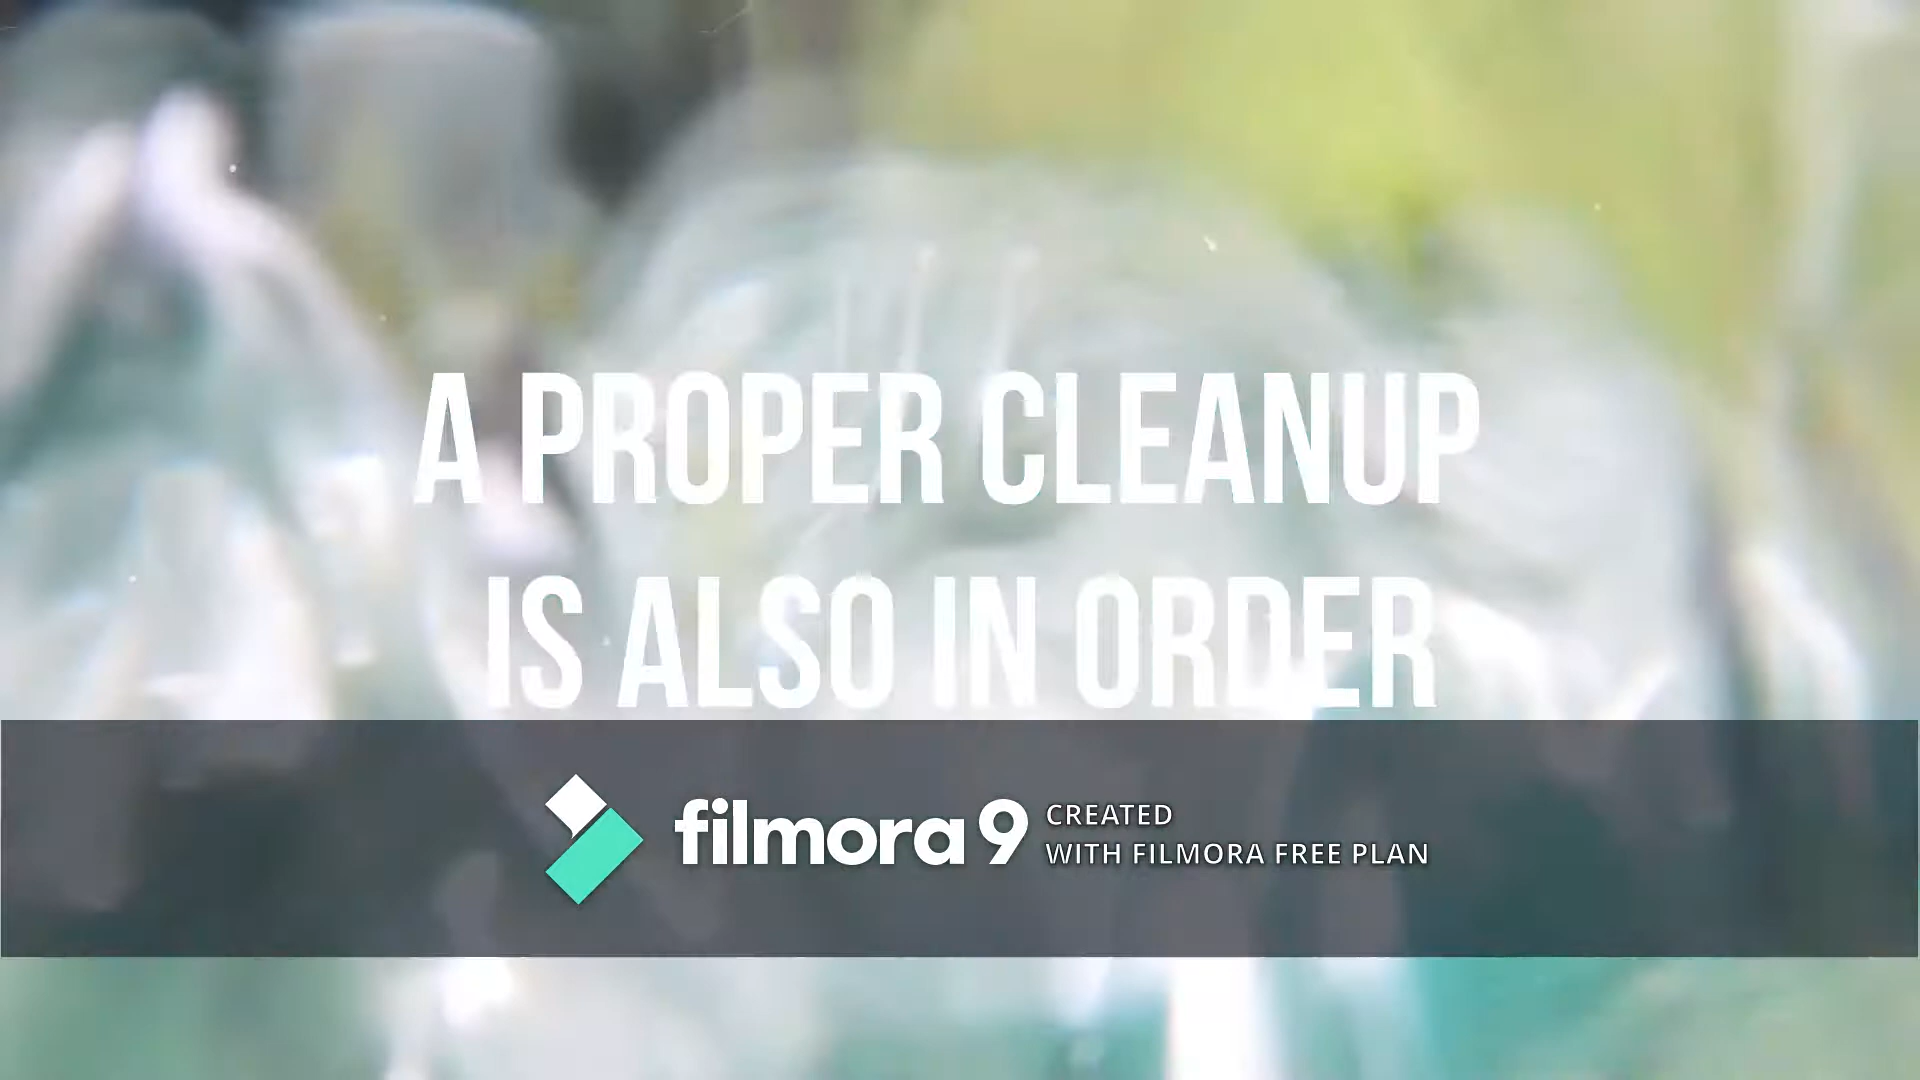 A PROPER CLEANUP
IS ALSO IN ORDER
filmora 9
CREATED
WITH FILMORA FREE PLAN